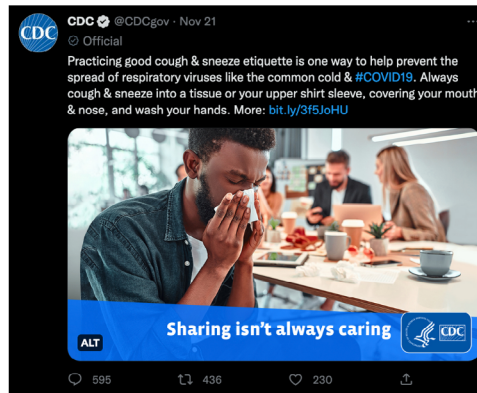 CDC @CDCgov · Nov 21
Official
Practicing good cough & sneeze etiquette is one way to help prevent the
spread of respiratory viruses like the common cold & #COVID19. Always
cough & sneeze into a tissue or your upper shirt sleeve, covering your mouth
& nose, and wash your hands. More: bit.ly/3f5JoHU
Sharing isn't always caring
CDC
ALT
595 436 230